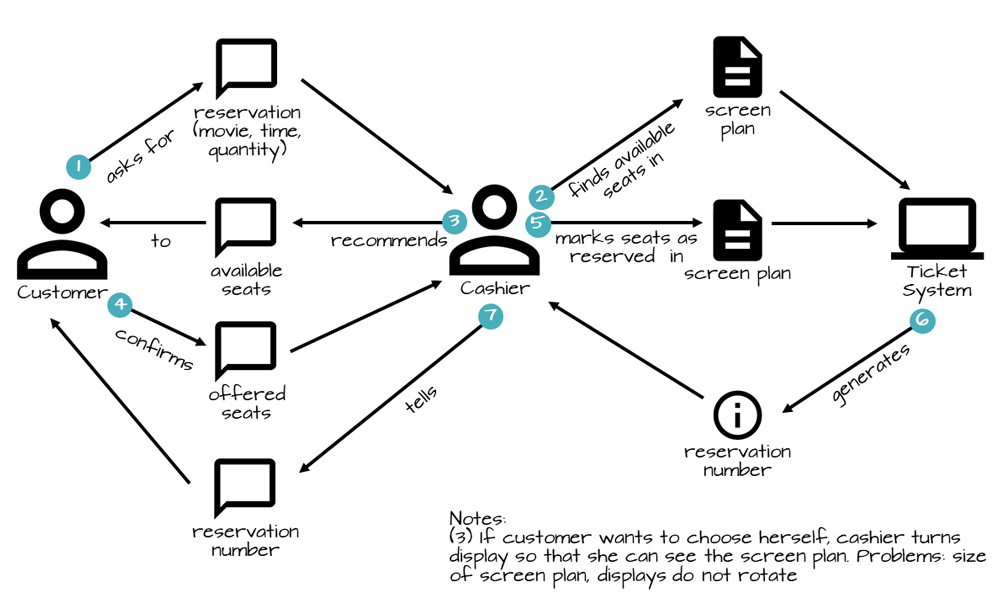 reservation
(movie, time,
quantity)
1
asks for
Customer
to
available
seats
recommends
3
4
confirms
offered
seats
reservation
number
Cashier
7
tells
2
finds available
seats in
screen
plan
5
marks seats as
reserved in
screen plan
Ticket
System
6
generates
reservation
number
Notes:
(3) If customer wants to choose herself, cashier turns
display so that she can see the screen plan. Problems: size
of screen plan, displays do not rotate